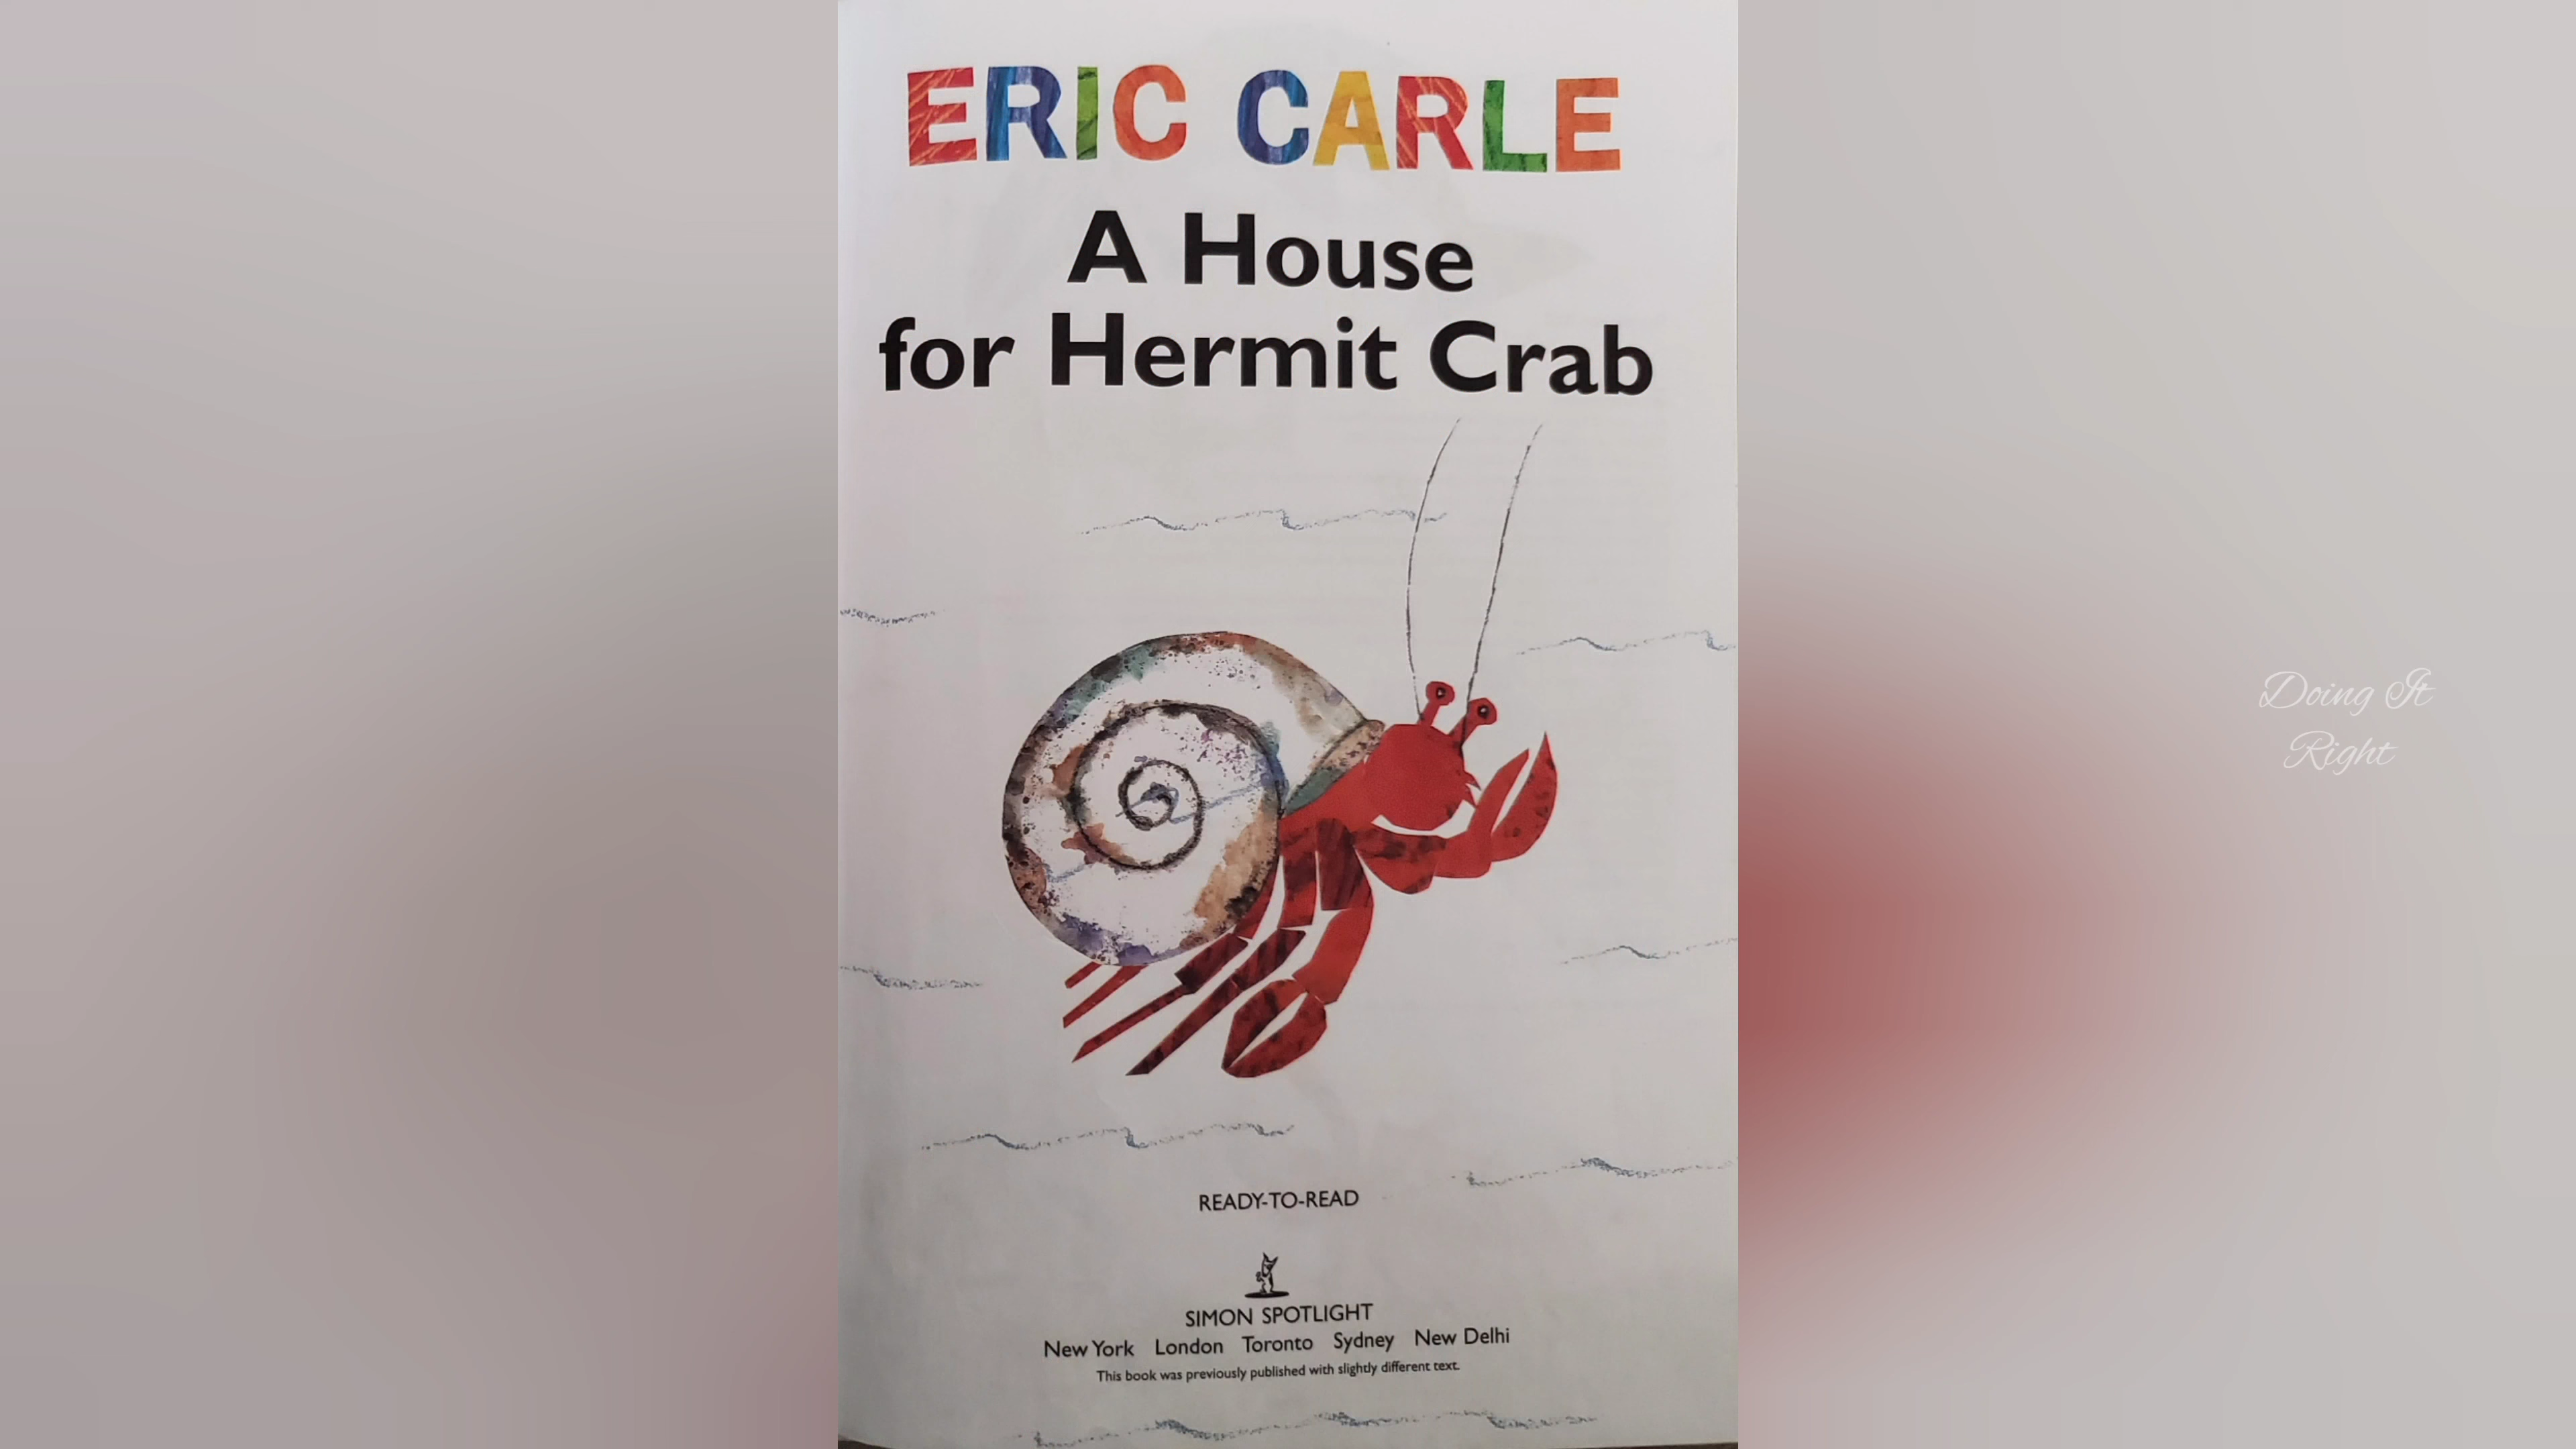 ERIC CARLE
A House
for Hermit Crab
Doing It
Right
READY-TO-READ
SIMON SPOTLIGHT
New York London Toronto Sydney New Delhi
This book was previously published with slightly different text.